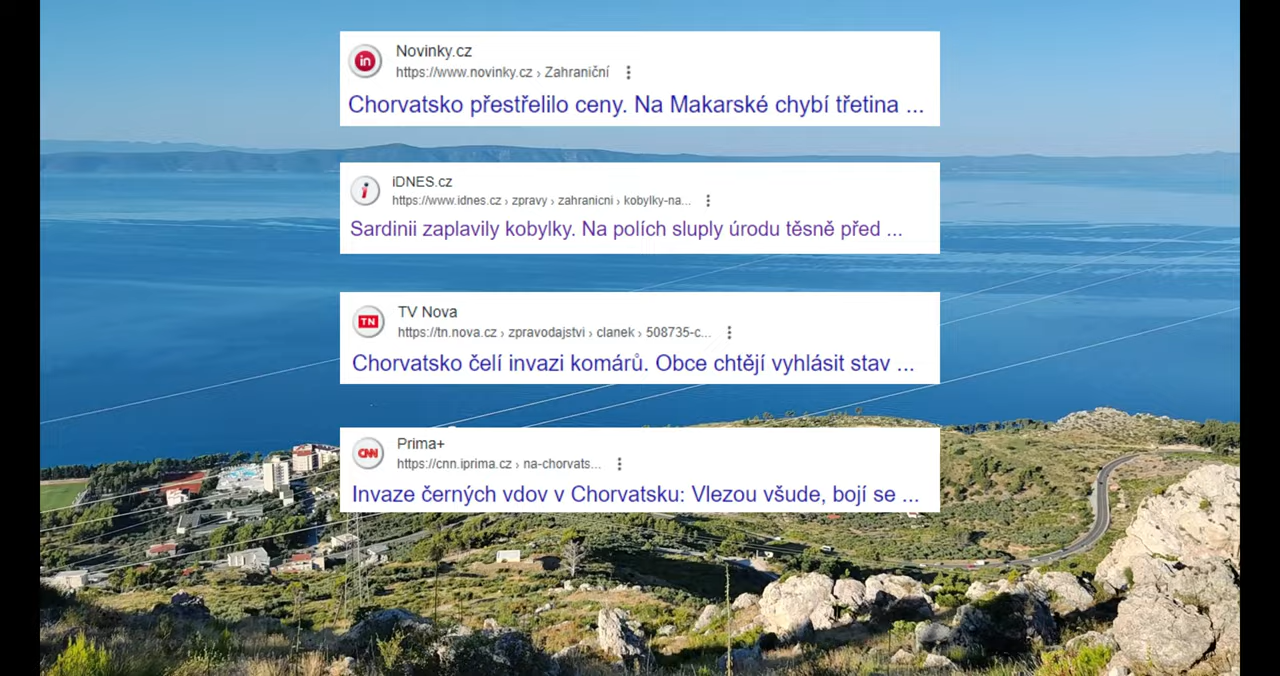 in
Novinky.cz
https://www.novinky.cz › Zahraniční
Chorvatsko přestřelilo ceny. Na Makarské chybí třetina ...
i
iDNES.cz
https://www.idnes.cz › zpravy › zahranicni › kobylky-na...
Sardinii zaplavily kobylky. Na polích sluply úrodu těsně před ...
TN
TV Nova
https://tn.nova.cz › zpravodajstvi › clanek › 508735-c...
Chorvatsko čelí invazi komárů. Obce chtějí vyhlásit stav ...
CNN
Prima+
https://cnn.iprima.cz › na-chorvats...
Invaze černých vdov v Chorvatsku: Vlezou všude, bojí se ...